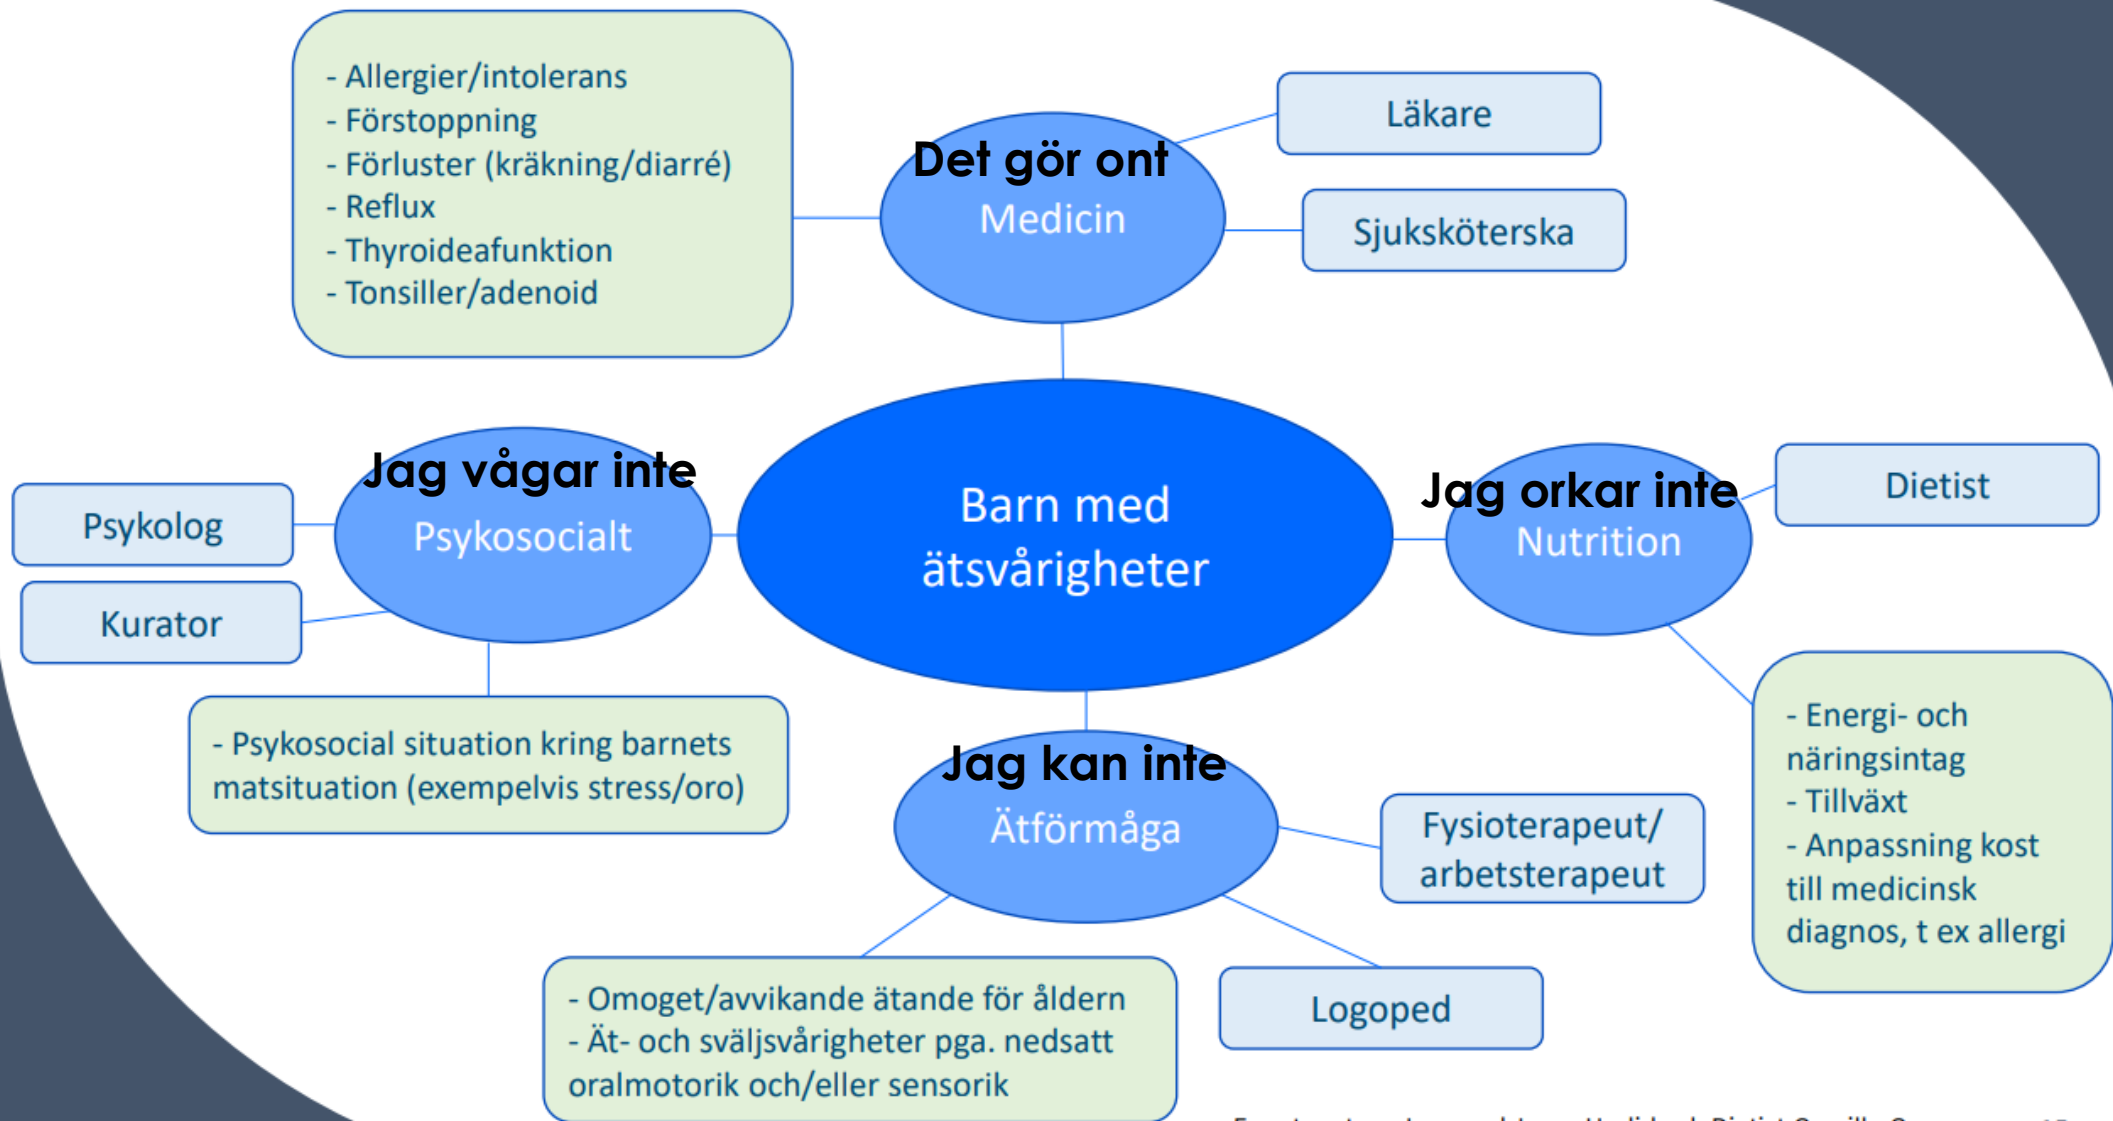 - Allergier/intolerans
- Förstoppning
- Förluster (kräkning/diarré)
- Reflux
- Thyroideafunktion
- Tonsiller/adenoid
Det gör ont
Medicin
Läkare
Sjuksköterska
Jag vågar inte
Psykosocialt
Psykolog
Kurator
- Psykosocial situation kring barnets
matsituation (exempelvis stress/oro)
Barn med
ätsvårigheter
Jag orkar inte
Nutrition
Dietist
- Energi- och
näringsintag
- Tillväxt
- Anpassning kost
till medicinsk
diagnos, t ex allergi
Jag kan inte
Ätförmåga
Fysioterapeut/
arbetsterapeut
Logoped
- Omoget/avvikande ätande för åldern
- Ät- och sväljsvårigheter pga. nedsatt
oralmotorik och/eller sensorik